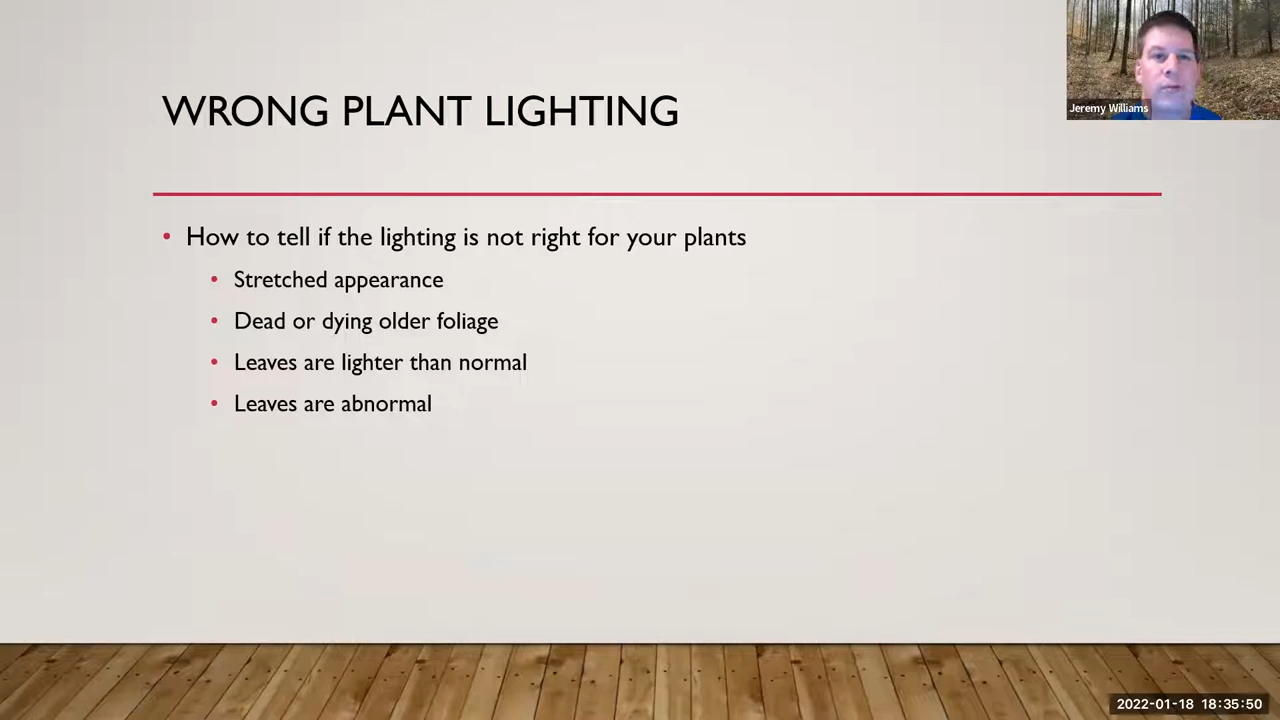 Jeremy Williams
WRONG PLANT LIGHTING
How to tell if the lighting is not right for your plants
Stretched appearance
Dead or dying older foliage
Leaves are lighter than normal
Leaves are abnormal
2022-01-18 18:35:50